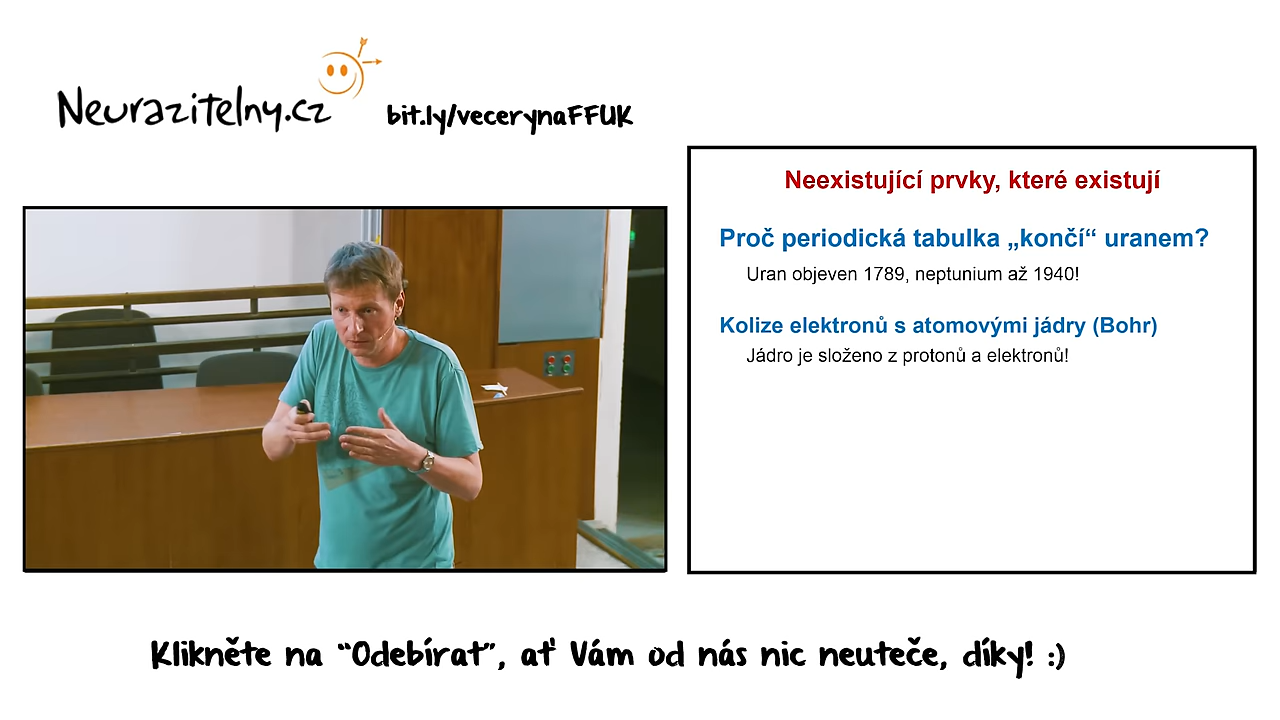 Neurazitelny.cz
bit.ly/vecerynaFFUK
Neexistující prvky, které existují
Proč periodická tabulka „končí“ uranem?
Uran objeven 1789, neptunium až 1940!
Kolize elektronů s atomovými jádry (Bohr)
Jádro je složeno z protonů a elektronů!
Klikněte na “Odebírat”, ať Vám od nás nic neuteče, díky! :)